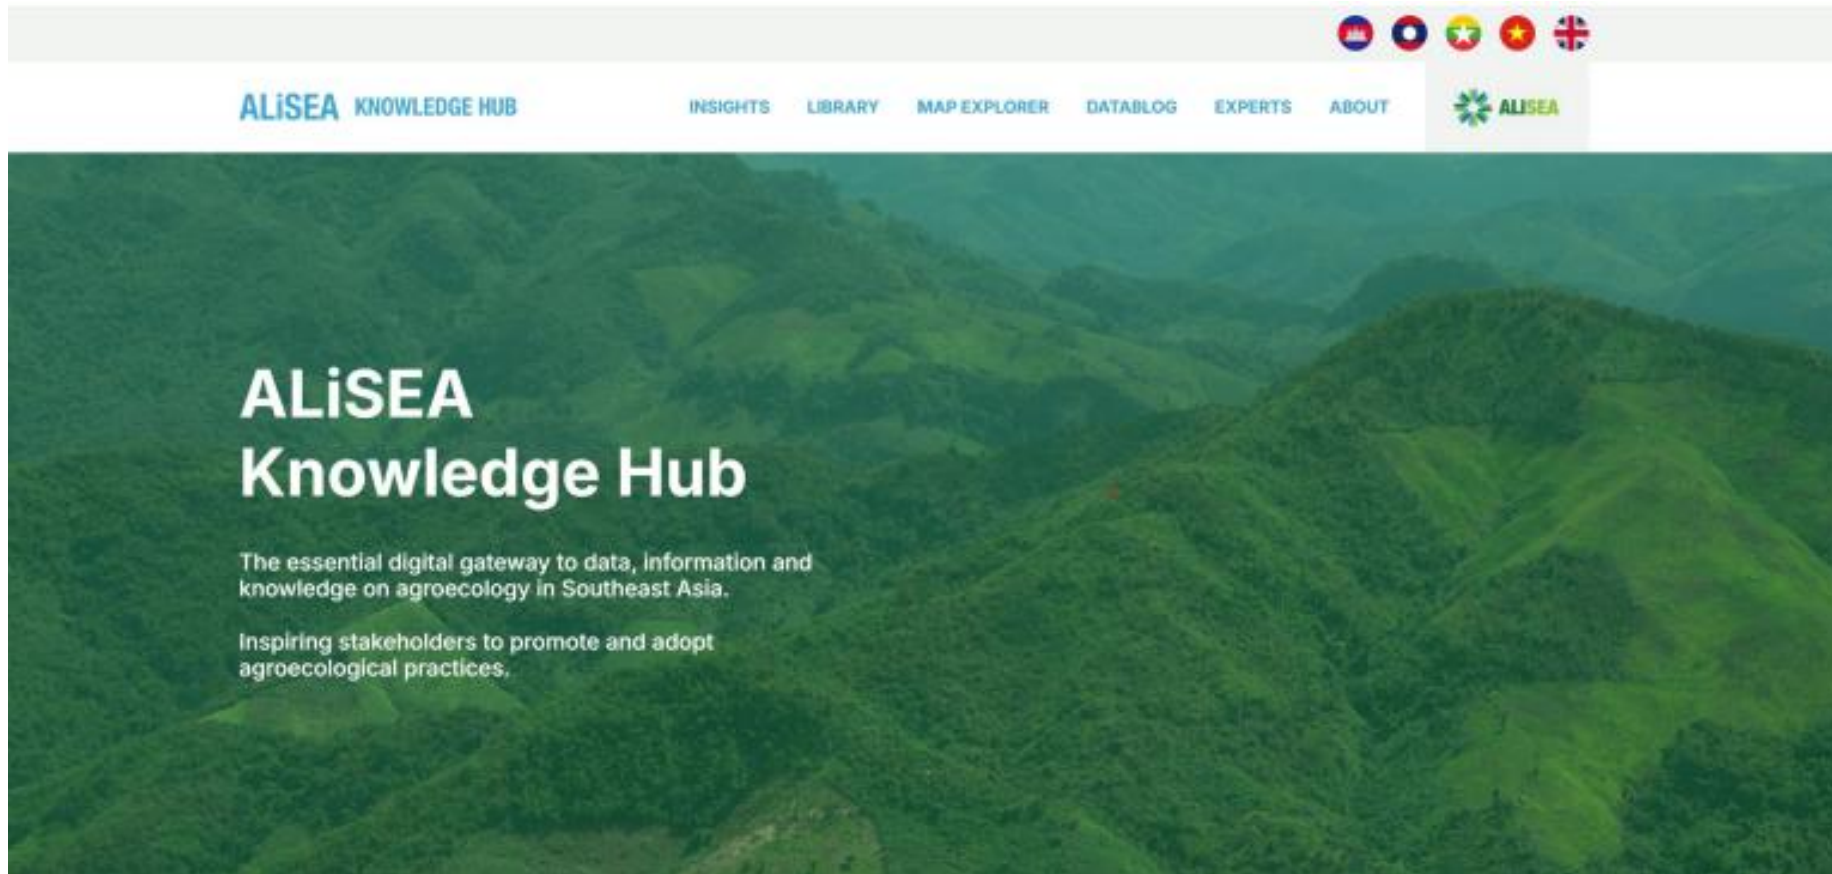 ALiSEA KNOWLEDGE HUB
INSIGHTS LIBRARY MAP EXPLORER DATABLOG EXPERTS ABOUT
ALiSEA
ALiSEA
Knowledge Hub
The essential digital gateway to data, information and
knowledge on agroecology in Southeast Asia.
Inspiring stakeholders to promote and adopt
agroecological practices.